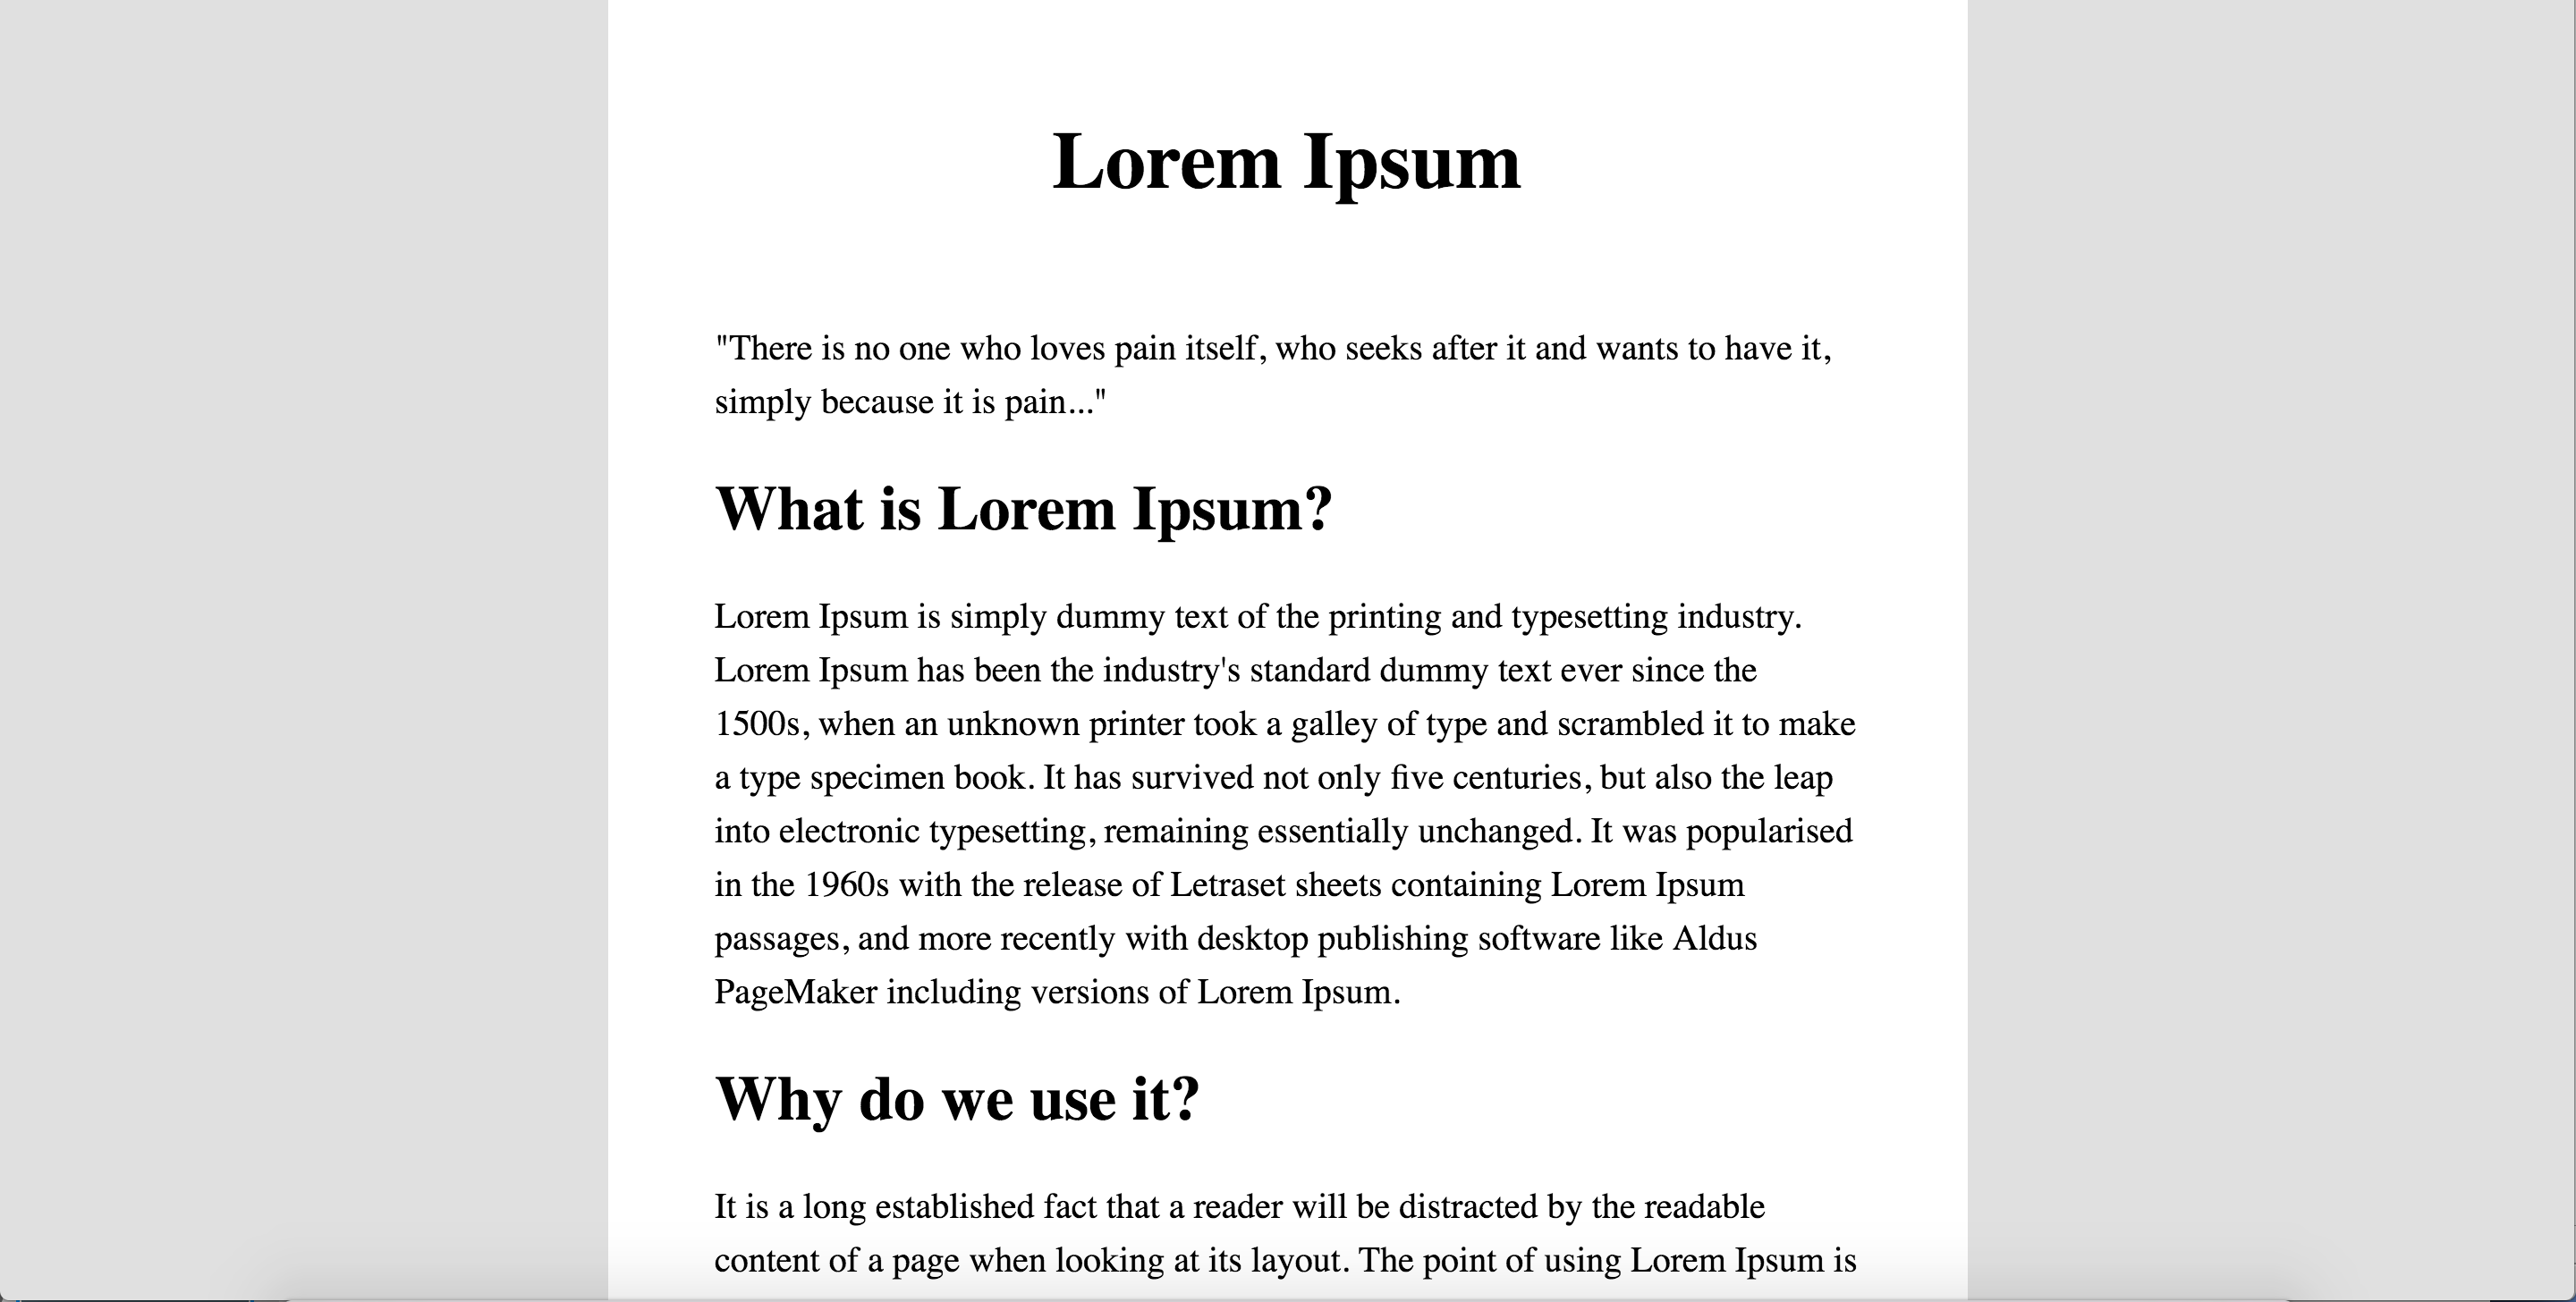 Lorem Ipsum
"There is no one who loves pain itself, who seeks after it and wants to have it,
simply because it is pain..."
What is Lorem Ipsum?
Lorem Ipsum is simply dummy text of the printing and typesetting industry.
Lorem Ipsum has been the industry's standard dummy text ever since the
1500s, when an unknown printer took a galley of type and scrambled it to make
a type specimen book. It has survived not only five centuries, but also the leap
into electronic typesetting, remaining essentially unchanged. It was popularised
in the 1960s with the release of Letraset sheets containing Lorem Ipsum
passages, and more recently with desktop publishing software like Aldus
PageMaker including versions of Lorem Ipsum.
Why do we use it?
It is a long established fact that a reader will be distracted by the readable
content of a page when looking at its layout. The point of using Lorem Ipsum is